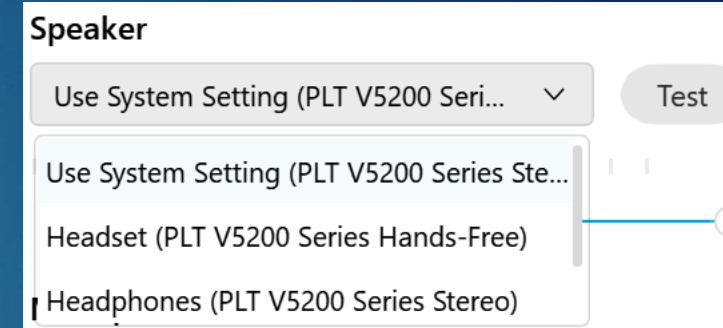 Speaker
Use System Setting (PLT V5200 Seri...
Test
Use System Setting (PLT V5200 Series Ste...
Headset (PLT V5200 Series Hands-Free)
Headphones (PLT V5200 Series Stereo)